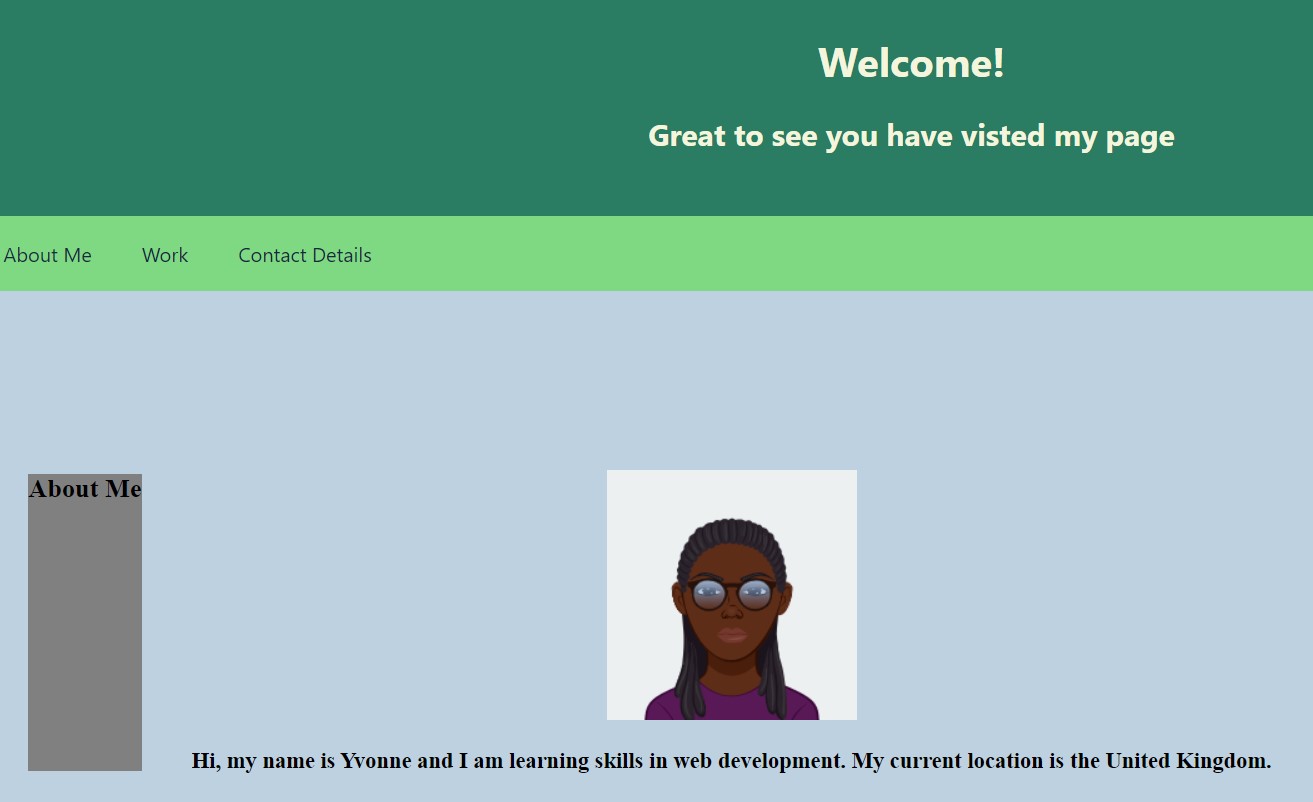 Welcome!
Great to see you have visted my page
About Me Work Contact Details
About Me
Hi, my name is Yvonne and I am learning skills in web development. My current location is the United Kingdom.